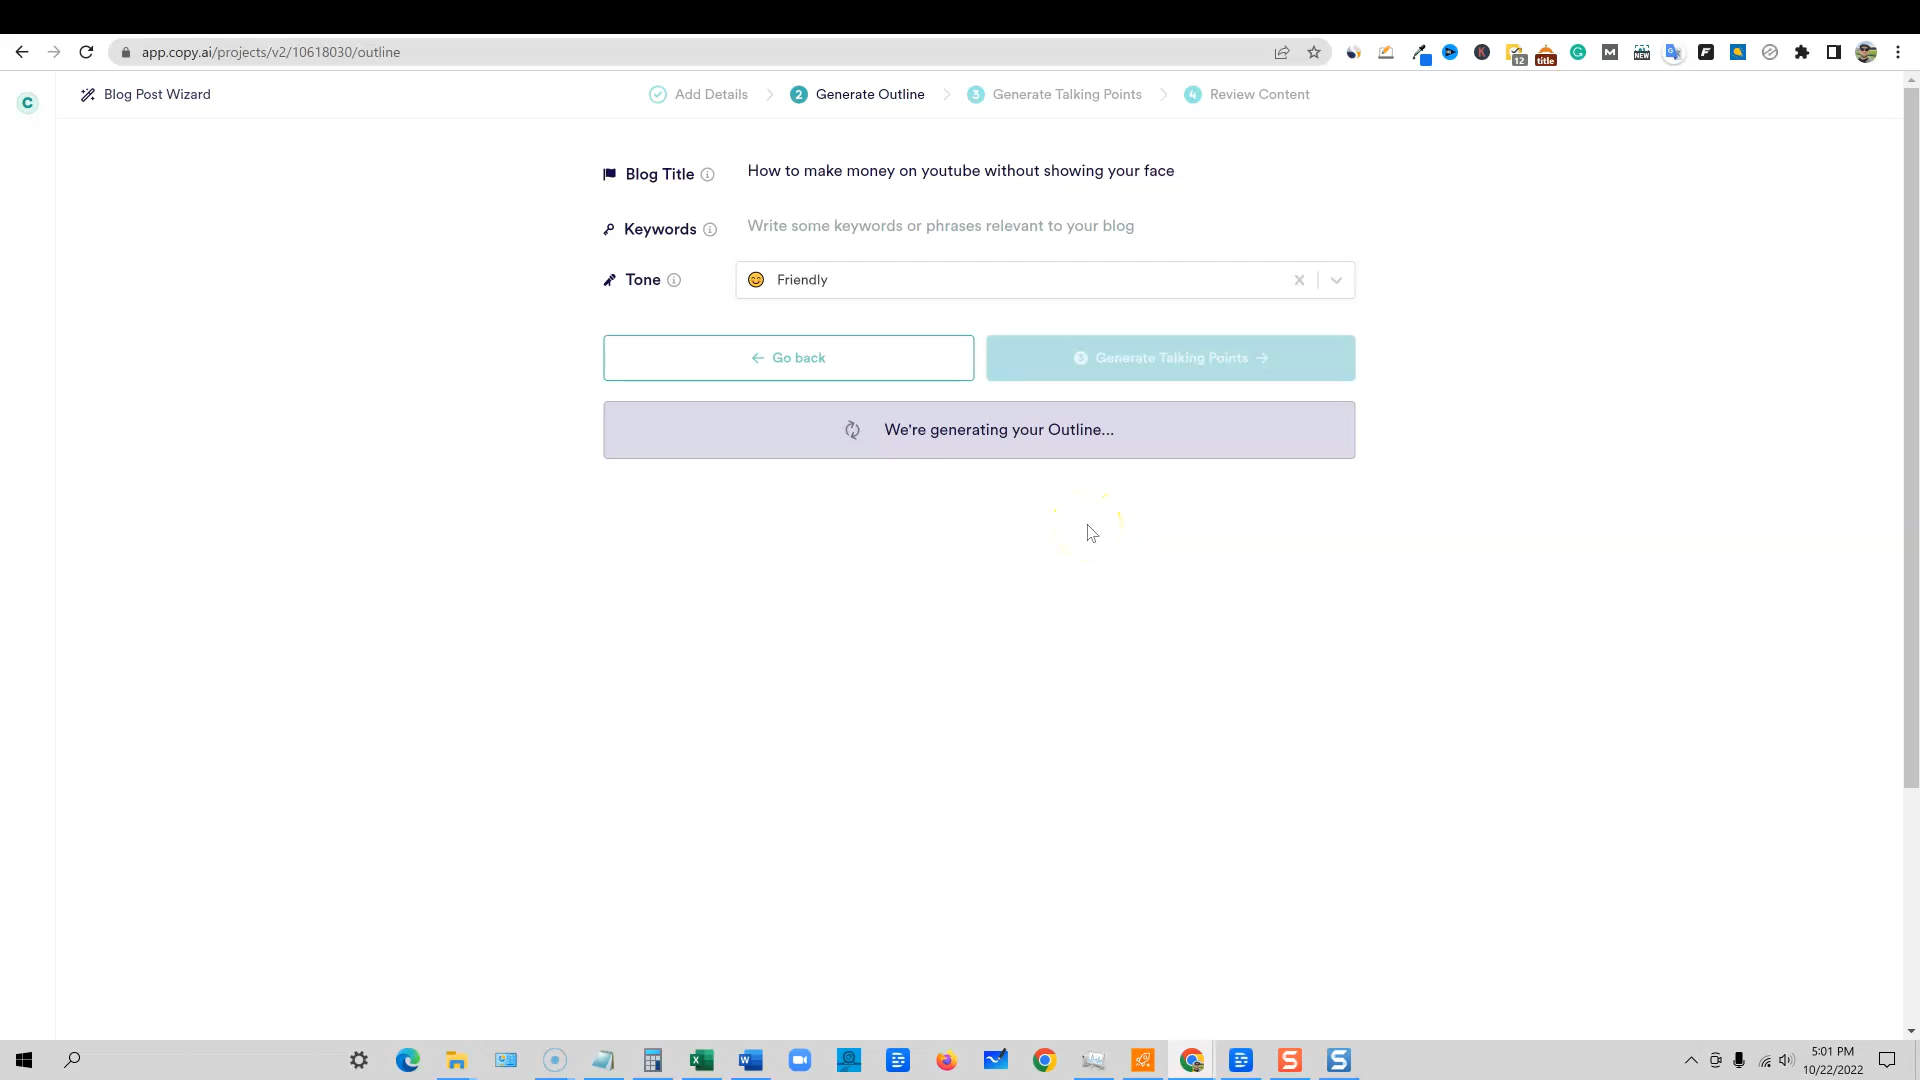 app.copy.ai/projects/v2/10618030/outline
12
title
G
M
NEW
K
F
C
Blog Post Wizard
Add Details
2 Generate Outline
3 Generate Talking Points
4 Review Content
Blog Title
How to make money on youtube without showing your face
Keywords
Write some keywords or phrases relevant to your blog
Tone
Friendly
Go back
3 Generate Talking Points
We're generating your Outline...
5:01 PM
10/22/2022